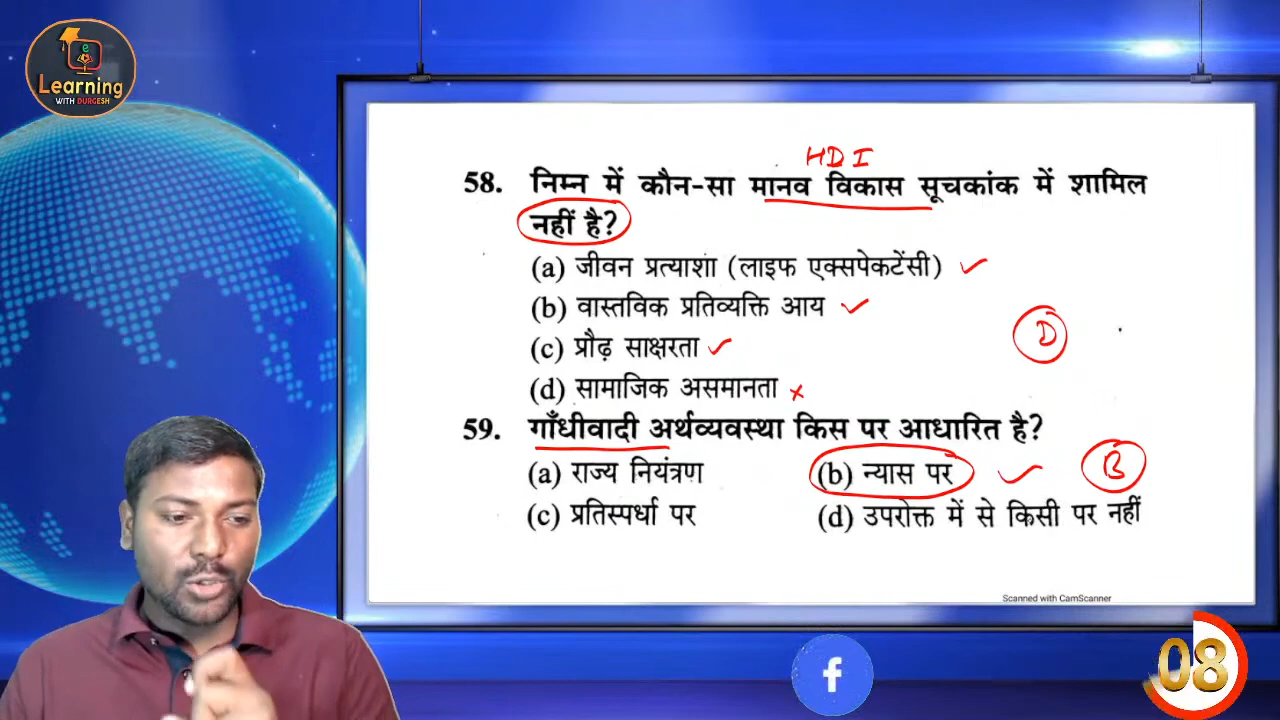 e
Learning
WITH DURGESH
HDI
58. निम्न में कौन-सा मानव विकास सूचकांक में शामिल
नहीं है?
(a) जीवन प्रत्याशा (लाइफ एक्सपेकटेंसी) ✓
(b) वास्तविक प्रतिव्यक्ति आय ✓
(c) प्रौढ़ साक्षरता ✓
D
(d) सामाजिक असमानता ×
59. गाँधीवादी अर्थव्यवस्था किस पर आधारित है?
(a) राज्य नियंत्रण (b) न्यास पर ✓ B
(c) प्रतिस्पर्धा पर (d) उपरोक्त में से किसी पर नहीं
Scanned with CamScanner
f
08